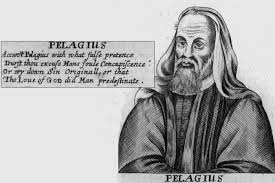 PELAGIUS
Accurst Pelagius with what false pretence
Durst thou excuse Mans foule Concupiscence
Or cry down Sin Originall, or that
The Love of God did Man predestinate.
PELAGIUS